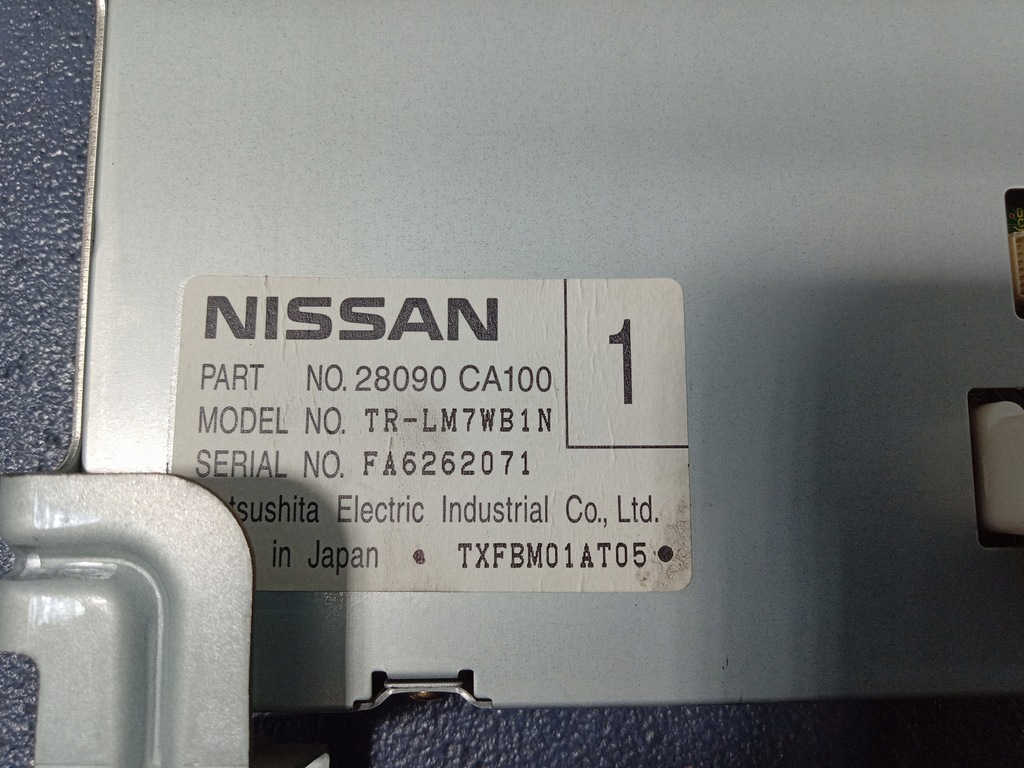 NISSAN
1
PART NO. 28090 CA100
MODEL NO. TR-LM7WB1N
SERIAL NO. FA6262071
tsushita Electric Industrial Co., Ltd.
in Japan • TXFBM01AT05 •